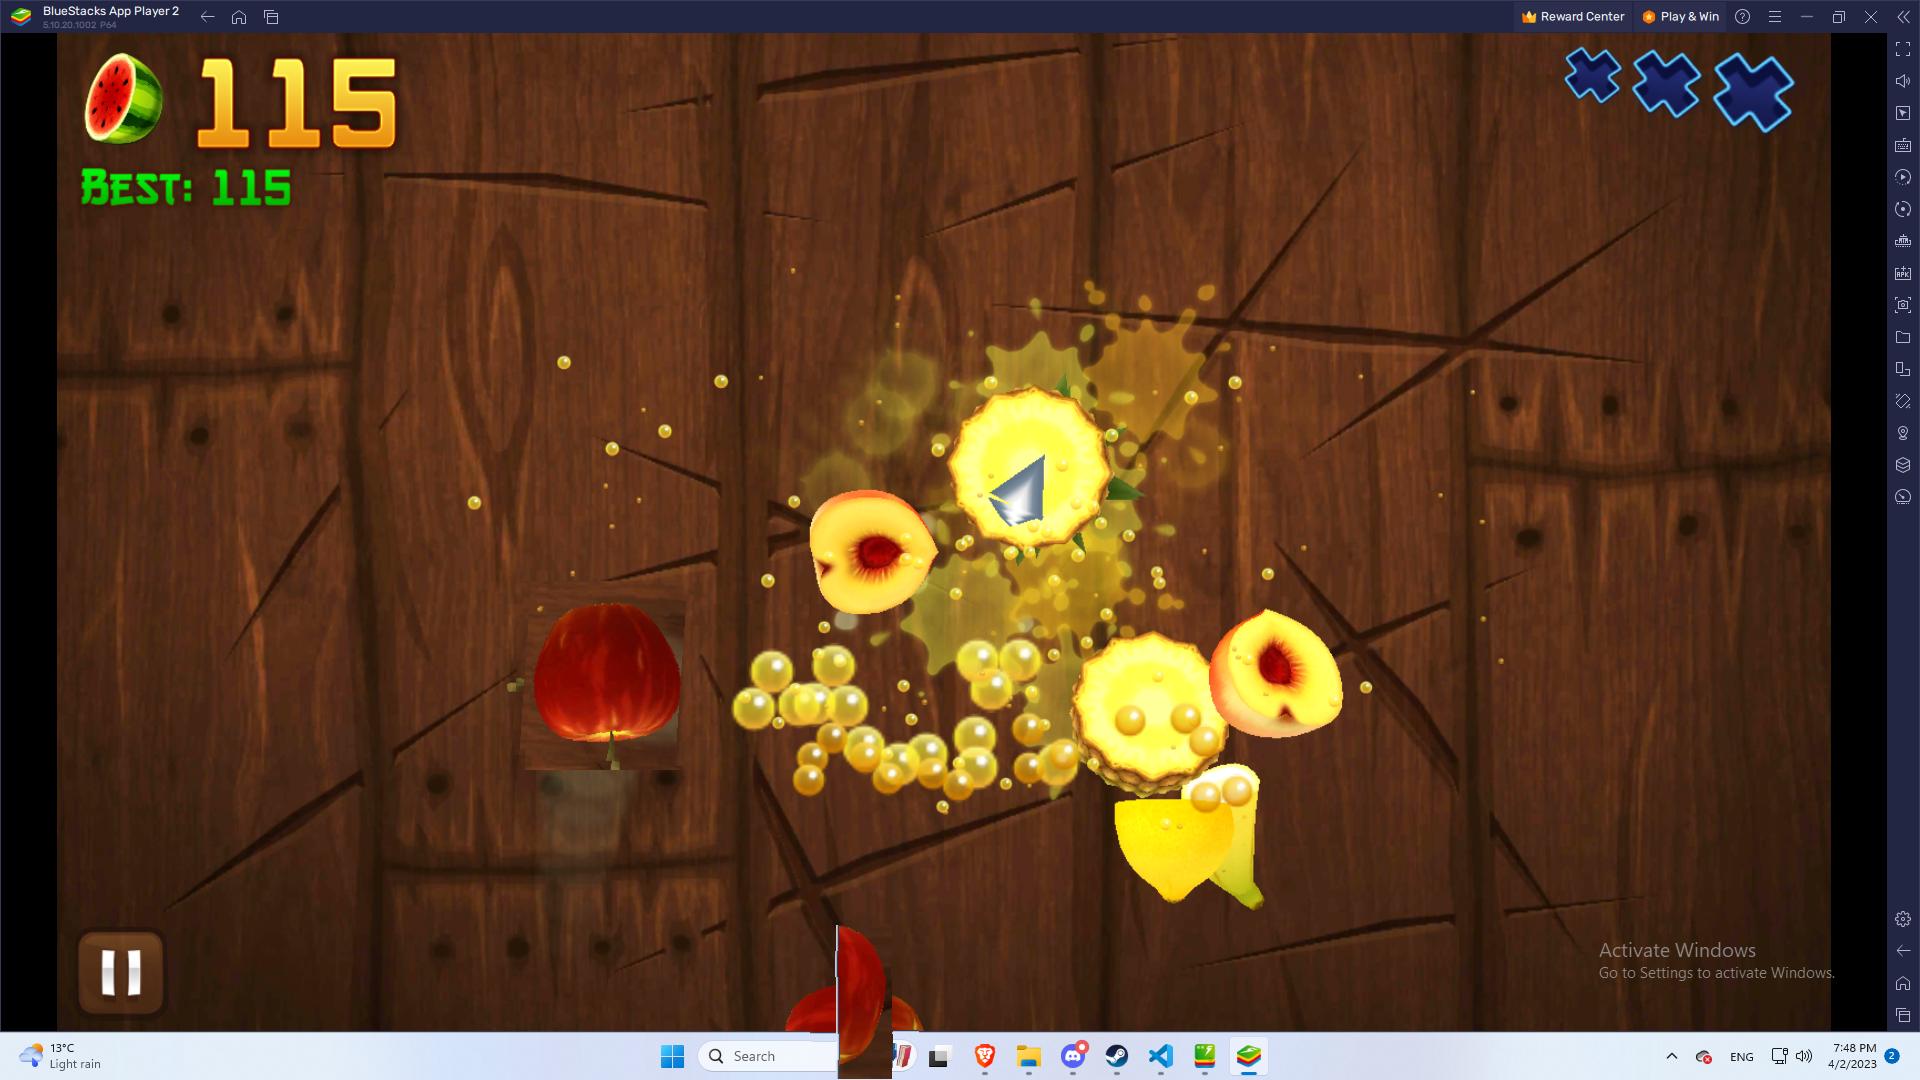 BlueStacks App Player 2
5.10.20.1002 P64
Reward Center
Play & Win
115
BEST: 115
Activate Windows
Go to Settings to activate Windows.
13°C
Light rain
Search
ENG
7:48 PM
4/2/2023
2